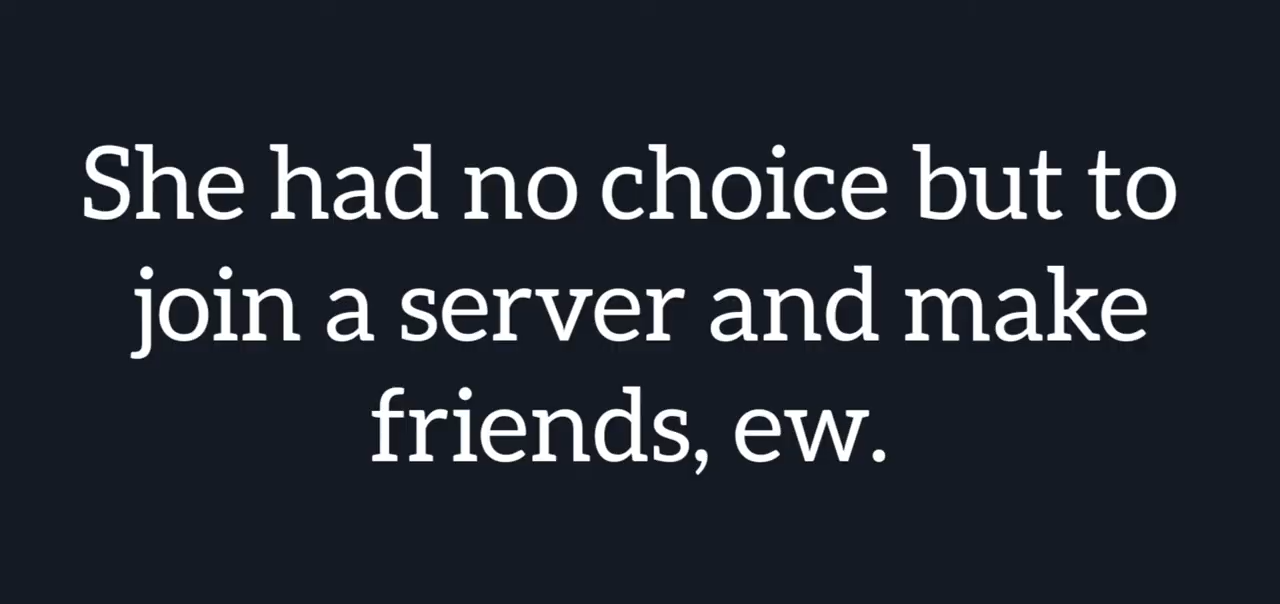 She had no choice but to
join a server and make
friends, ew.